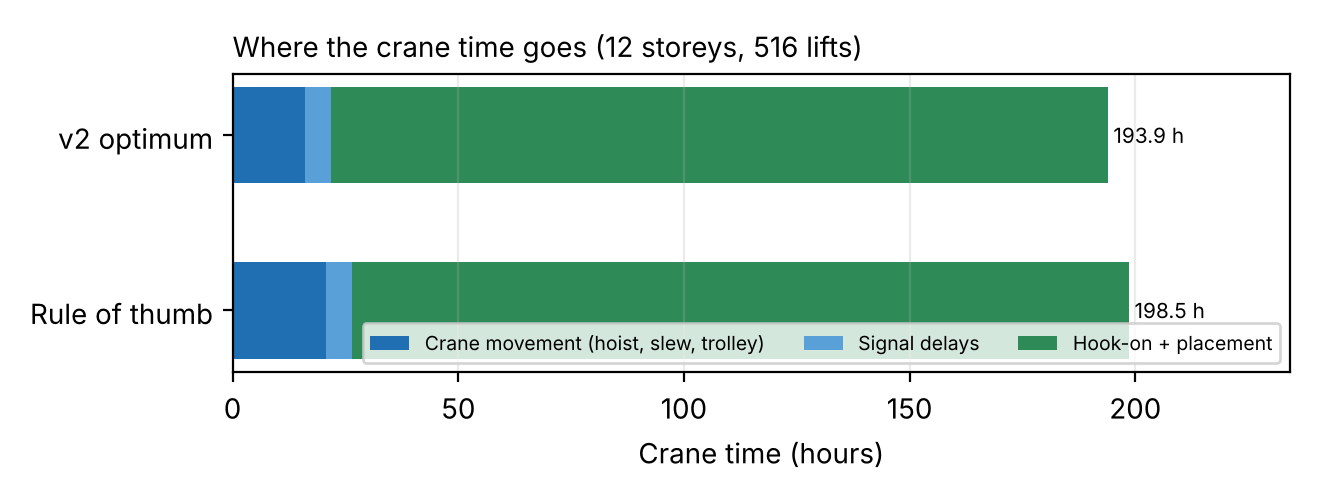 Where the crane time goes (12 storeys, 516 lifts)
v2 optimum
193.9 h
Rule of thumb
198.5 h
Crane movement (hoist, slew, trolley)
Signal delays
Hook-on + placement
0 50 100 150 200
Crane time (hours)